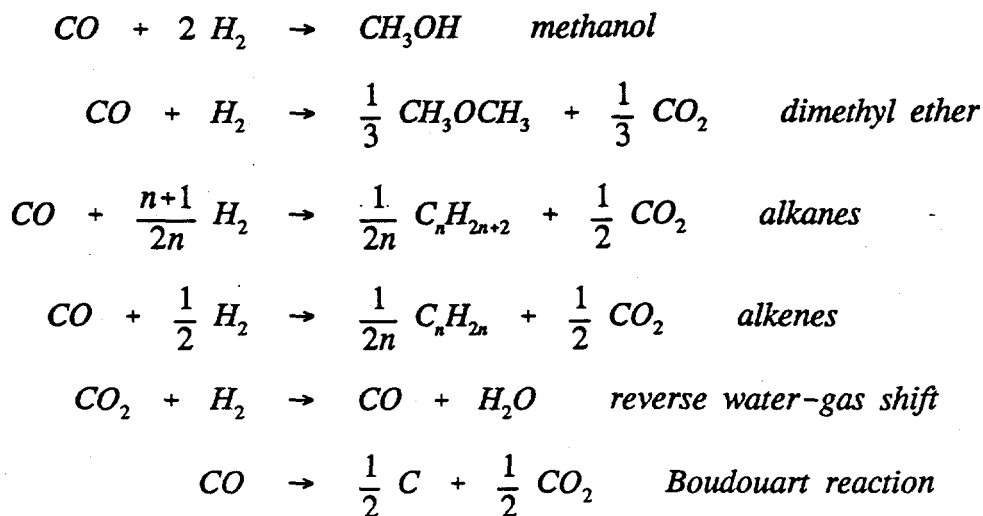 CO + 2 H₂ → CH₃OH methanol
CO + H₂ → 1/3 CH₃OCH₃ + 1/3 CO₂ dimethyl ether
CO + (n+1)/2n H₂ → 1/2n CₙH₂ₙ₊₂ + 1/2 CO₂ alkanes
CO + 1/2 H₂ → 1/2n CₙH₂ₙ + 1/2 CO₂ alkenes
CO₂ + H₂ → CO + H₂O reverse water-gas shift
CO → 1/2 C + 1/2 CO₂ Boudouart reaction